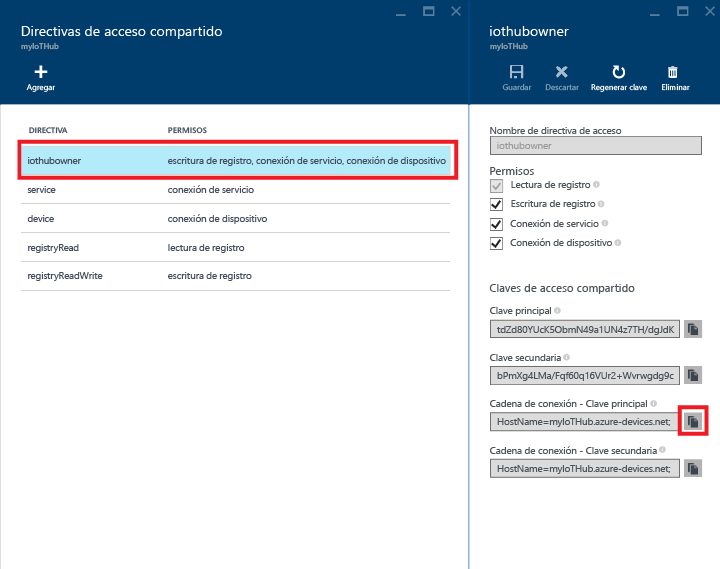 Directivas de acceso compartido
myIoTHub
Agregar
DIRECTIVA PERMISOS
iothubowner escritura de registro, conexión de servicio, conexión de dispositivo
service conexión de servicio
device conexión de dispositivo
registryRead lectura de registro
registryReadWrite escritura de registro
iothubowner
myIoTHub
Guardar Descartar Regenerar clave Eliminar
Nombre de directiva de acceso
iothubowner
Permisos
Lectura de registro
Escritura de registro
Conexión de servicio
Conexión de dispositivo
Claves de acceso compartido
Clave principal
tdZd80YUcK5ObmN49a1UN4z7TH/dgJdK
Clave secundaria
bPmXg4LMa/Fqf60q16VUr2+Wvrwgdg9c
Cadena de conexión - Clave principal
HostName=myIoTHub.azure-devices.net;
Cadena de conexión - Clave secundaria
HostName=myIoTHub.azure-devices.net;